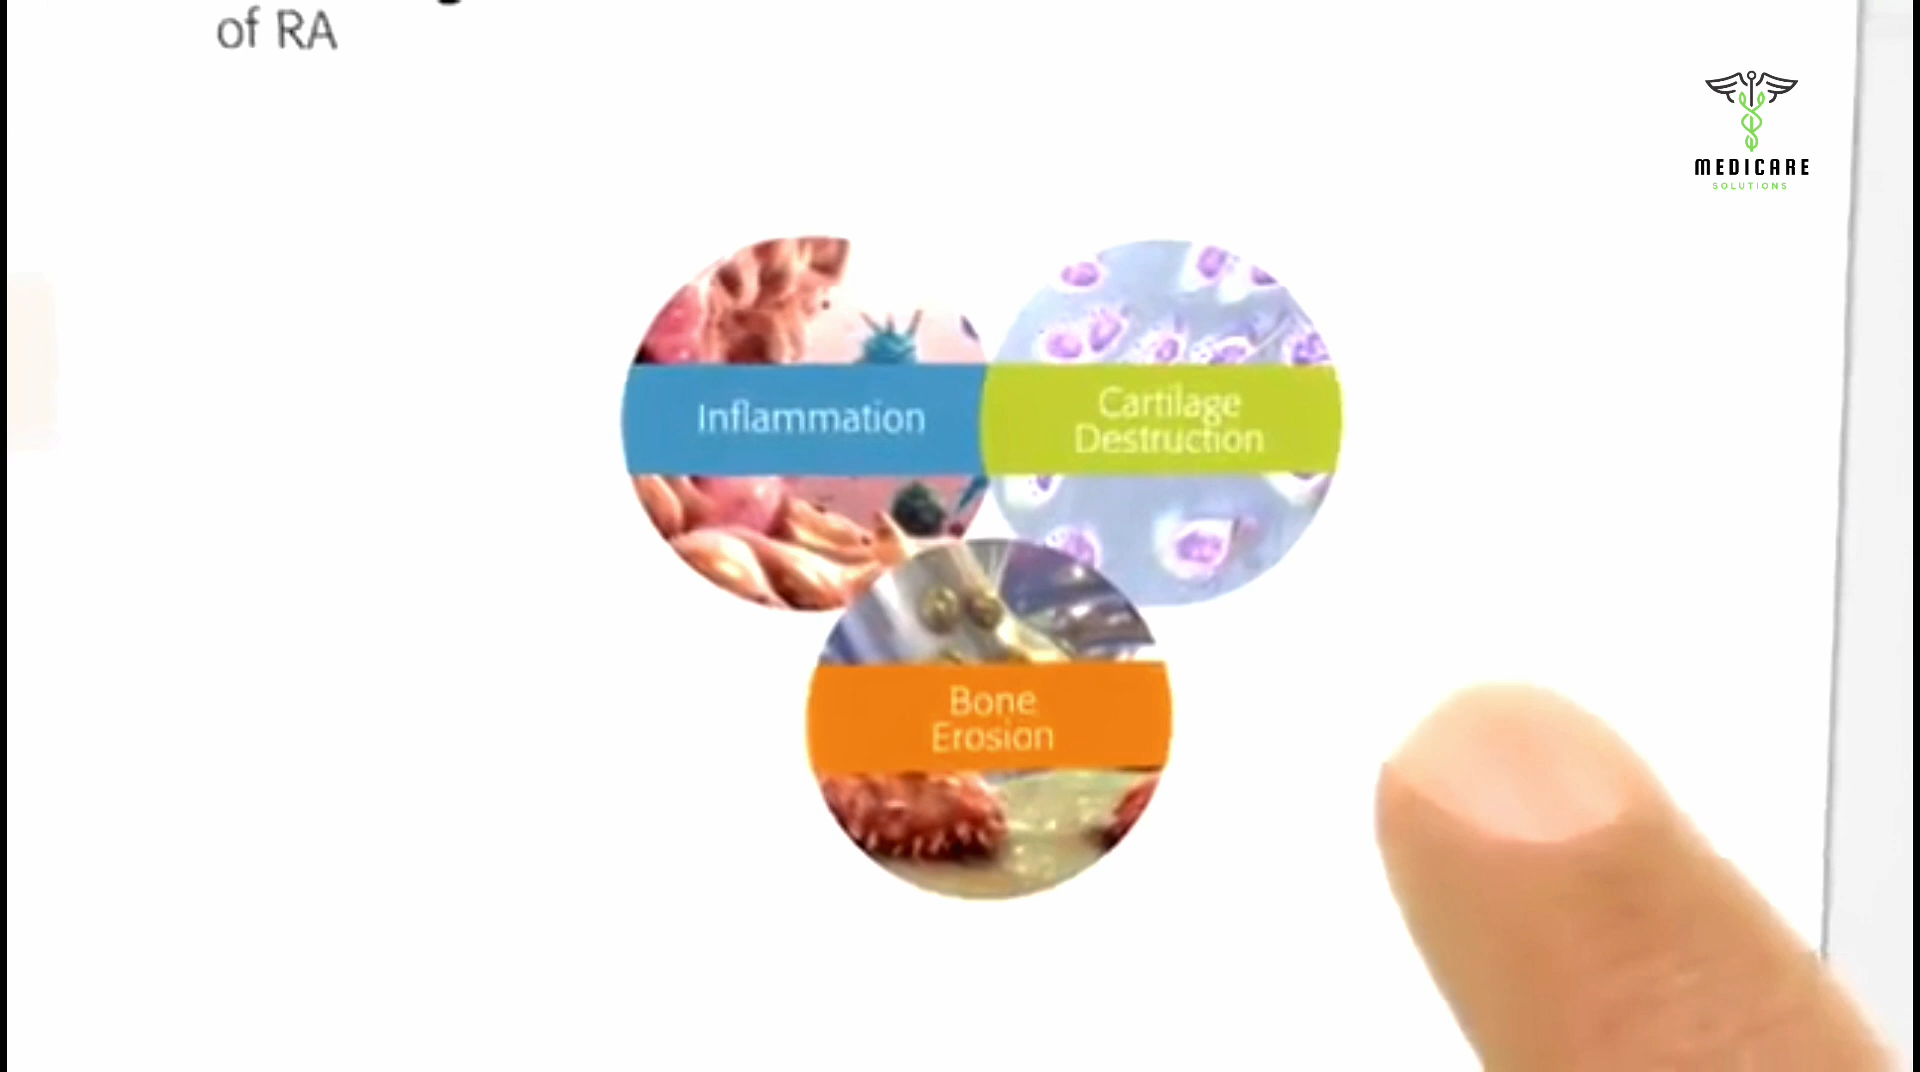 of RA
MEDICARE
SOLUTIONS
Inflammation
Cartilage
Destruction
Bone
Erosion